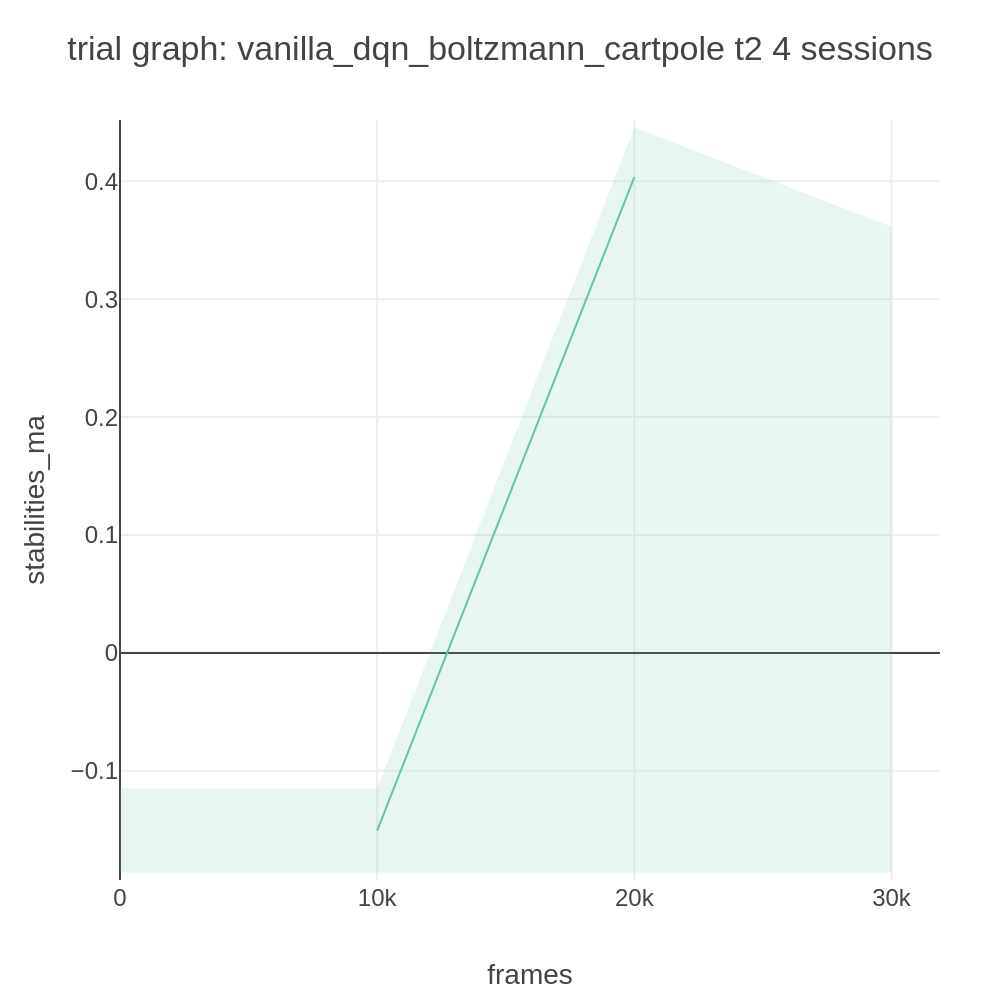 trial graph: vanilla_dqn_boltzmann_cartpole t2 4 sessions
0.4
0.3
0.2
0.1
0
−0.1
stabilities_ma
0 10k 20k 30k
frames